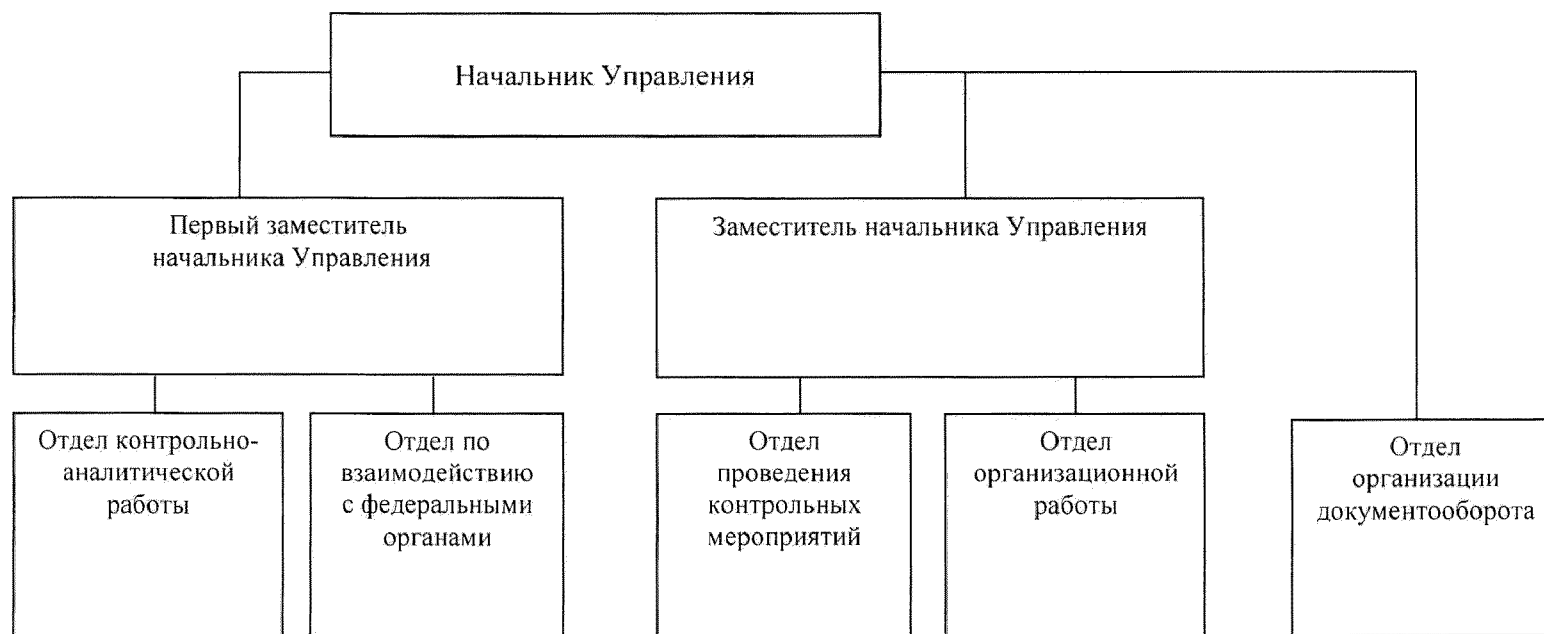 Начальник Управления
Первый заместитель
начальника Управления
Заместитель начальника Управления
Отдел контрольно-
аналитической
работы
Отдел по
взаимодействию
с федеральными
органами
Отдел
проведения
контрольных
мероприятий
Отдел
организационной
работы
Отдел
организации
документооборота